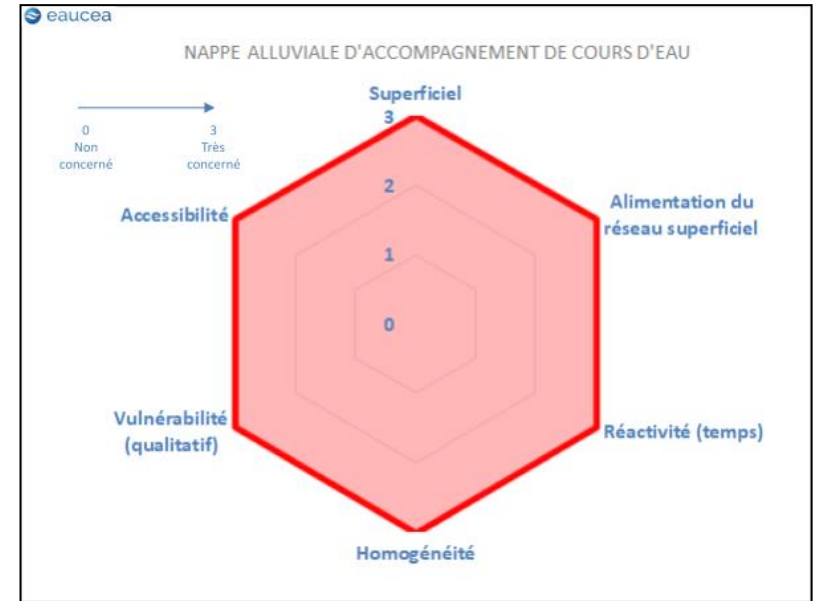 eaucea
NAPPE ALLUVIALE D'ACCOMPAGNEMENT DE COURS D'EAU
0
Non
concerné
3
Très
concerné
Superficiel
3
2
1
0
Alimentation du
réseau superficiel
Réactivité (temps)
Homogénéité
Vulnérabilité
(qualitatif)
Accessibilité